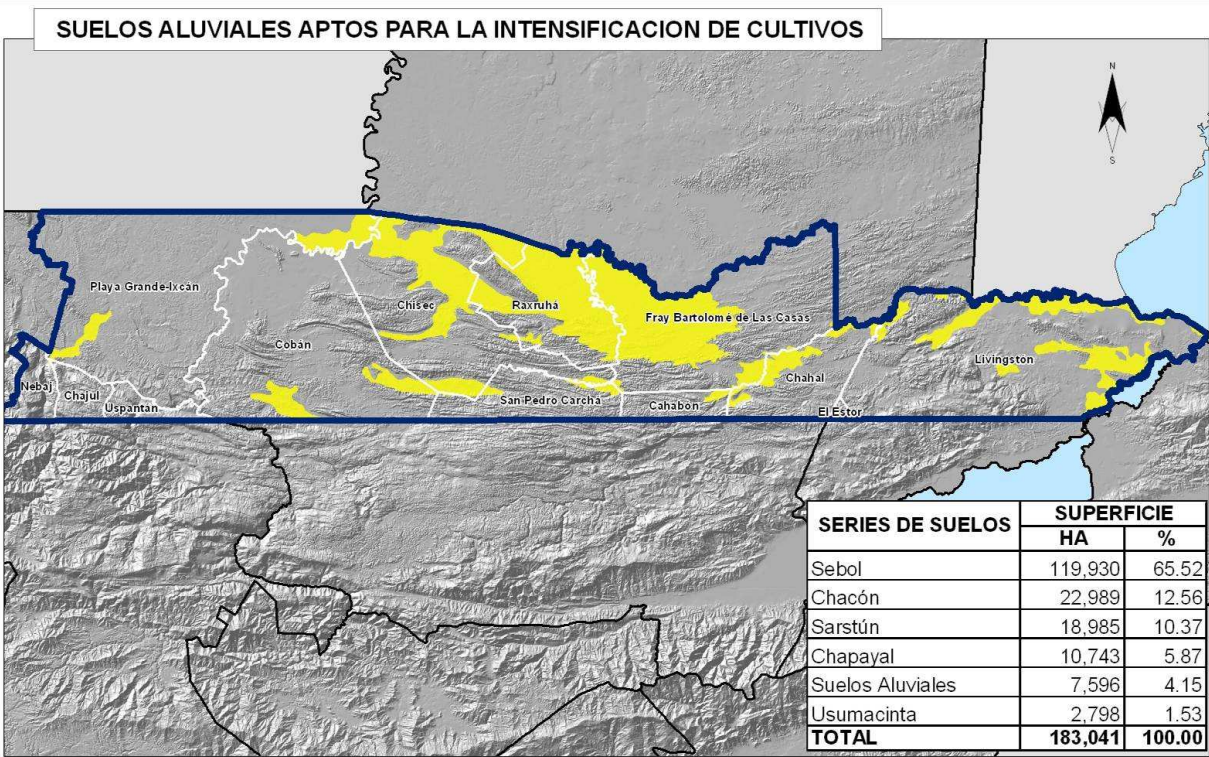 SUELOS ALUVIALES APTOS PARA LA INTENSIFICACION DE CULTIVOS
N
S
Playa Grande-Ixcán
Chisec
Raxruhá
Fray Bartolomé de Las Casas
Cobán
Livingston
Nebaj
Chajul
Uspantán
San Pedro Carchá
Cahabón
Chahal
El Estor
SERIES DE SUELOS SUPERFICIE
HA %
Sebol 119,930 65.52
Chacón 22,989 12.56
Sarstún 18,985 10.37
Chapayal 10,743 5.87
Suelos Aluviales 7,596 4.15
Usumacinta 2,798 1.53
TOTAL 183,041 100.00